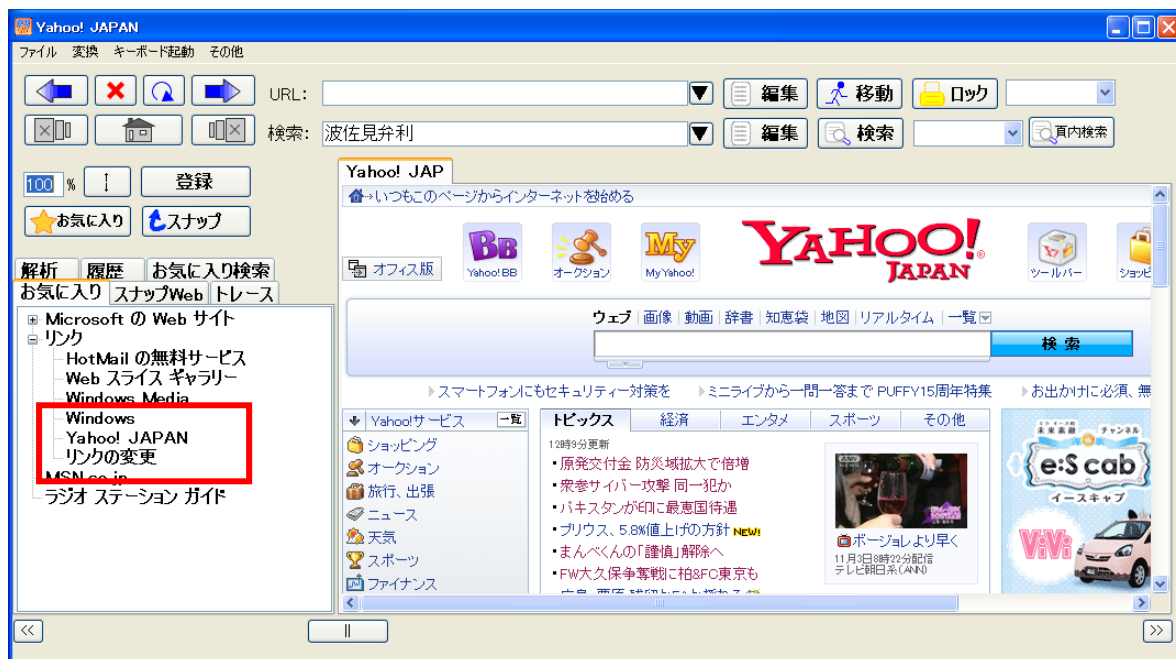 Yahoo! JAPAN
ファイル 変換 キーボード起動 その他
URL: 編集 移動 ロック
検索: 波佐見弁利 編集 検索 頁内検索
100 % 登録
お気に入り スナップ
解析 履歴 お気に入り検索
お気に入り スナップWeb トレース
Microsoft の Web サイト
リンク
HotMail の無料サービス
Web スライス ギャラリー
Windows Media
Windows
Yahoo! JAPAN
リンクの変更
MSN.co.jp
ラジオ ステーション ガイド
Yahoo! JAP
→いつもこのページからインターネットを始める
オフィス版
BB
Yahoo! BB
オークション
My
My Yahoo!
YAHOO!
JAPAN
ツールバー
ショッピ
ウェブ 画像 動画 辞書 知恵袋 地図 リアルタイム 一覧
検索
スマートフォンにもセキュリティー対策を ミニライブから一問一答まで PUFFY15周年特集 お出かけに必須、無
Yahoo!サービス 一覧
ショッピング
オークション
旅行、出張
ニュース
天気
スポーツ
ファイナンス
トピックス 経済 エンタメ スポーツ その他
12時9分更新
・原発交付金 防災域拡大で倍増
・衆参サイバー攻撃 同一犯か
・パキスタンが印に最恵国待遇
・プリウス、5.8%値上げの方針 NEW!
・まんべくんの「謹慎」解除へ
・FW大久保争奪戦に柏&FC東京も
ボージョレより早く
11月3日8時22分配信
テレビ朝日系(ANN)
未来素敵 チャンネル
e:S cab
イースキャブ
ViVi